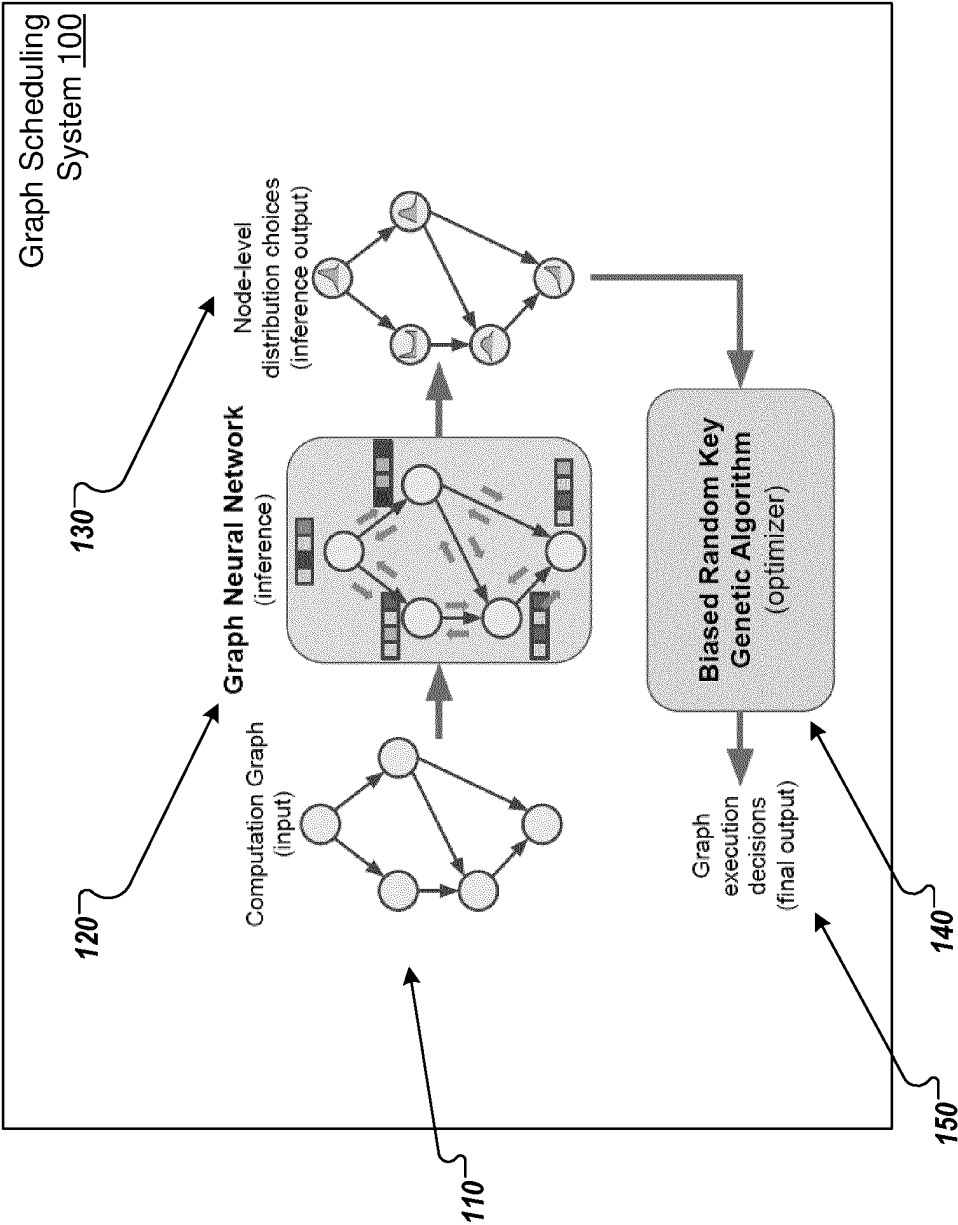 Graph Scheduling
System 100
130
Node-level
distribution choices
(inference output)
120
Graph Neural Network
(inference)
Computation Graph
(input)
110
Biased Random Key
Genetic Algorithm
(optimizer)
Graph
execution
decisions
(final output)
140
150